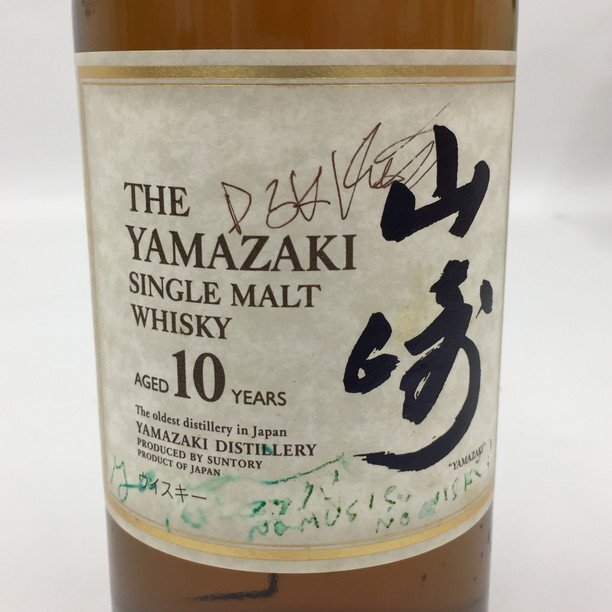 THE
YAMAZAKI
SINGLE MALT
WHISKY
AGED 10 YEARS
The oldest distillery in Japan
YAMAZAKI DISTILLERY
PRODUCED BY SUNTORY
PRODUCT OF JAPAN
ウイスキー
山崎
"YAMAZAKI"
NO MUSIC,
NO WISKY!